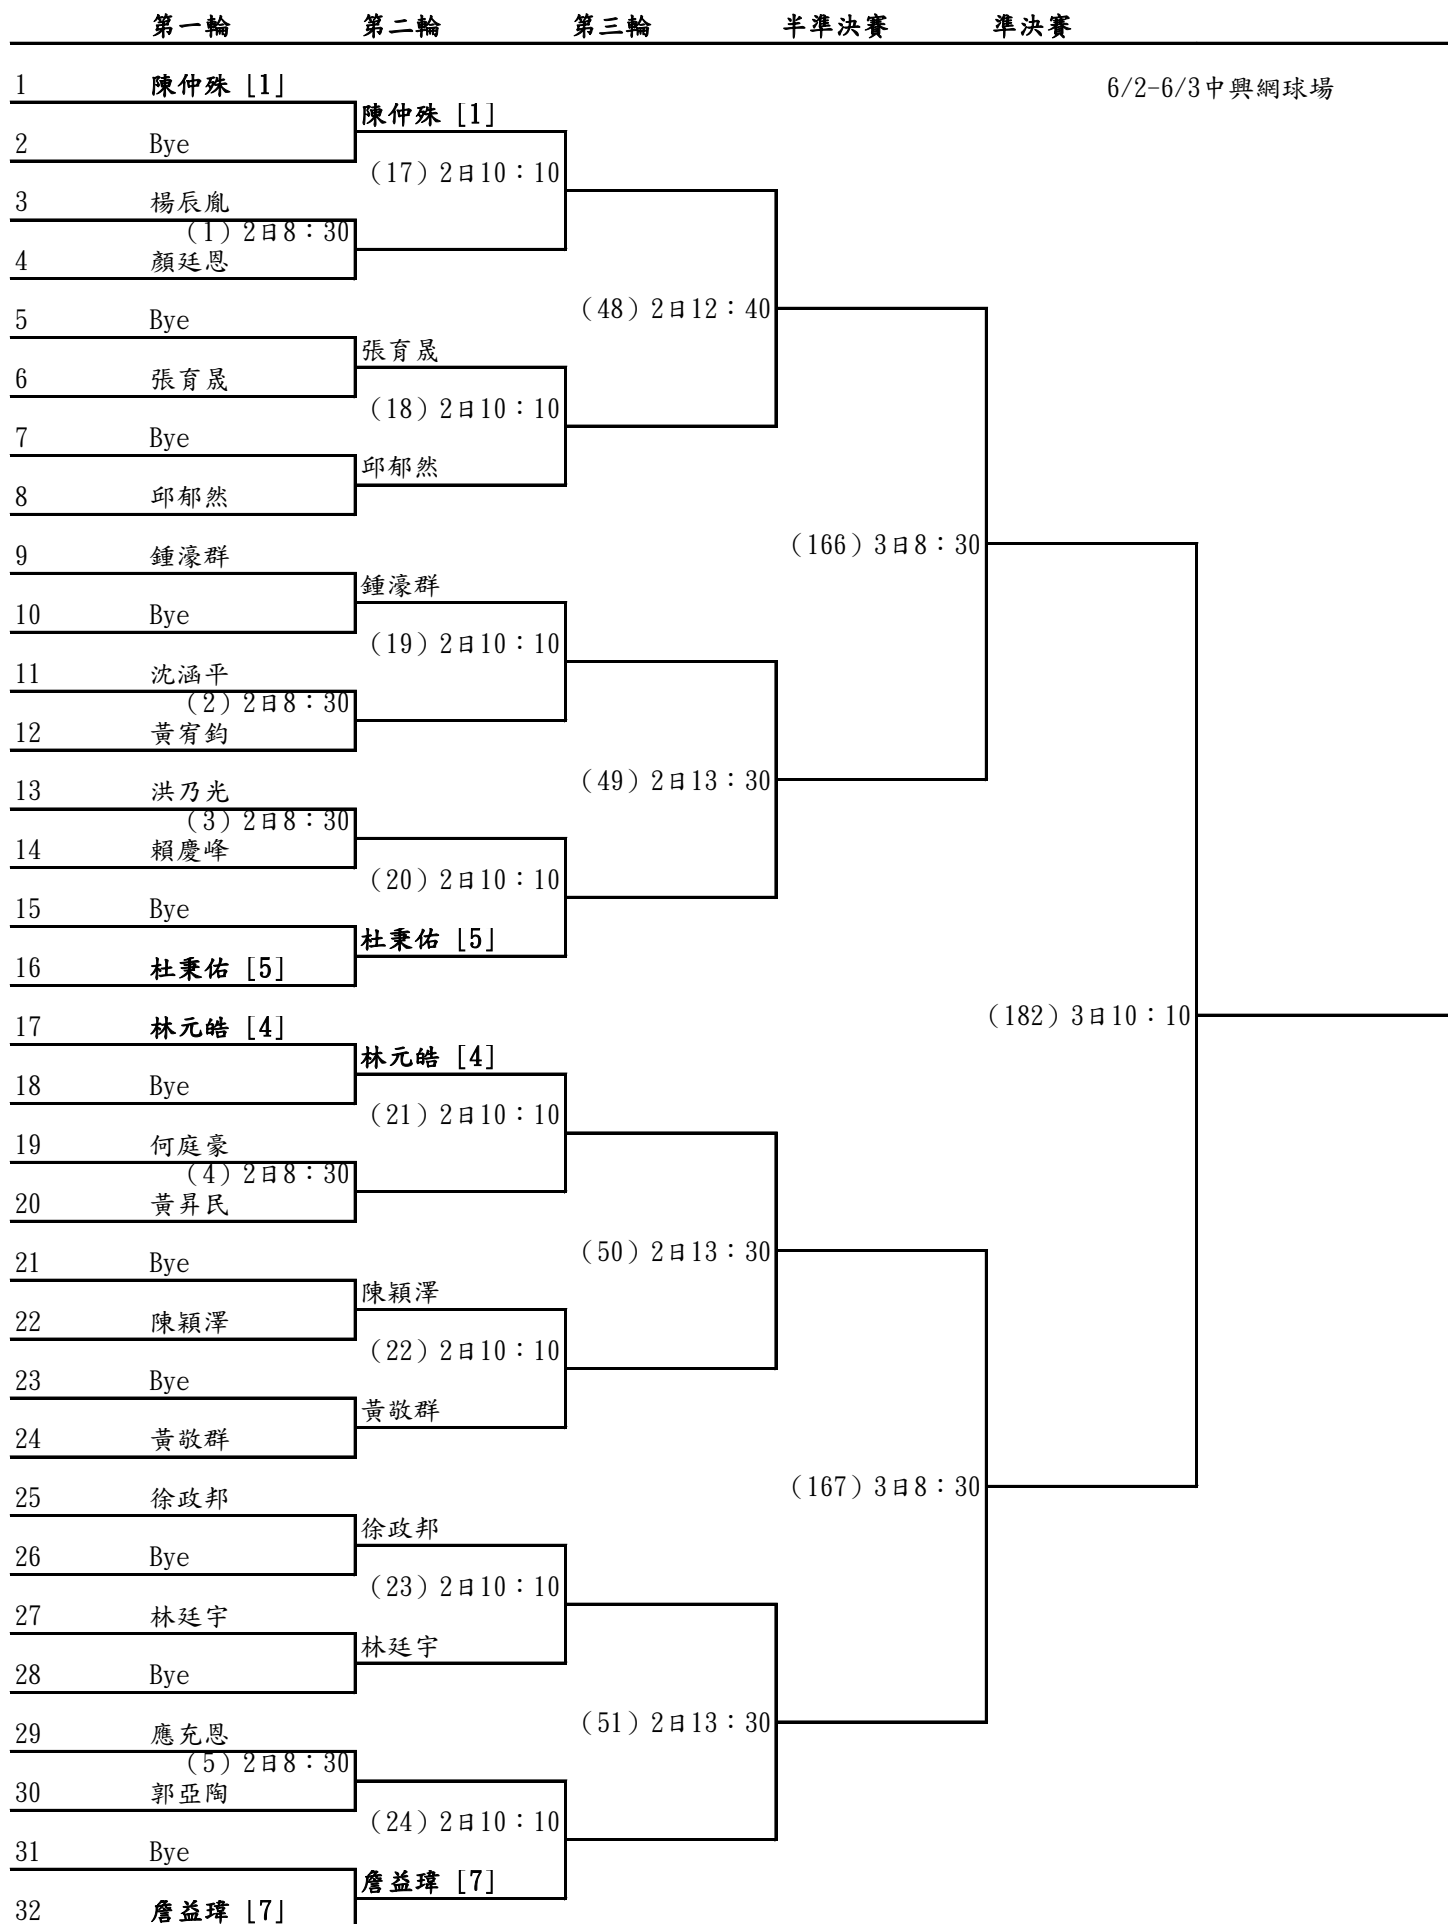 第一輪 第二輪 第三輪 半準決賽 準決賽
1 陳仲殊 [1] 6/2-6/3中興網球場
陳仲殊 [1]
2 Bye
(17) 2日10：10
3 楊辰胤
(1) 2日8：30
4 顏廷恩
(48) 2日12：40
5 Bye
張育晟
6 張育晟
(18) 2日10：10
7 Bye
邱郁然
8 邱郁然
(166) 3日8：30
9 鍾濠群
鍾濠群
10 Bye
(19) 2日10：10
11 沈涵平
(2) 2日8：30
12 黃宥鈞
(49) 2日13：30
13 洪乃光
(3) 2日8：30
14 賴慶峰
(20) 2日10：10
15 Bye
杜秉佑 [5]
16 杜秉佑 [5]
(182) 3日10：10
17 林元皓 [4]
林元皓 [4]
18 Bye
(21) 2日10：10
19 何庭豪
(4) 2日8：30
20 黃昇民
(50) 2日13：30
21 Bye
陳穎澤
22 陳穎澤
(22) 2日10：10
23 Bye
黃敬群
24 黃敬群
(167) 3日8：30
25 徐政邦
徐政邦
26 Bye
(23) 2日10：10
27 林廷宇
林廷宇
28 Bye
(51) 2日13：30
29 應充恩
(5) 2日8：30
30 郭亞陶
(24) 2日10：10
31 Bye
詹益瑋 [7]
32 詹益瑋 [7]